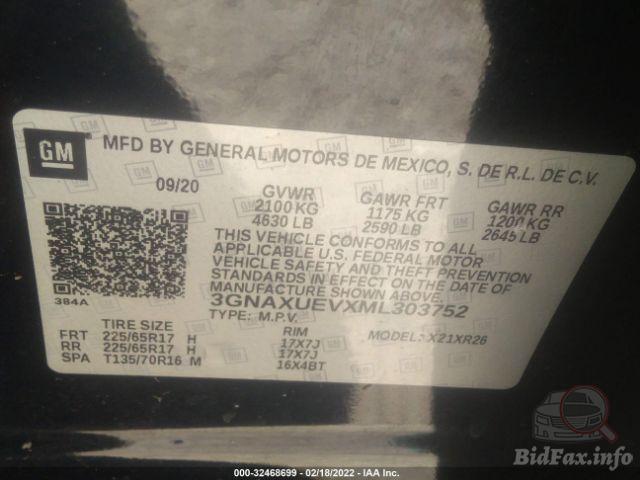 GM
MFD BY GENERAL MOTORS DE MEXICO, S. DE R.L. DE C.V.
09/20
GVWR GAWR FRT GAWR RR
2100 KG 1175 KG 1200 KG
4630 LB 2590 LB 2645 LB
THIS VEHICLE CONFORMS TO ALL
APPLICABLE U.S. FEDERAL MOTOR
VEHICLE SAFETY AND THEFT PREVENTION
STANDARDS IN EFFECT ON THE DATE OF
MANUFACTURE SHOWN ABOVE.
384A
3GNAXUEVXML303752
TYPE: M.P.V. MODEL: X21XR26
TIRE SIZE RIM
FRT 225/65R17 H 17X7J
RR 225/65R17 H 17X7J
SPA T135/70R16 M 16X4BT
BidFax.info
000-32468699 - 02/18/2022 - IAA Inc.